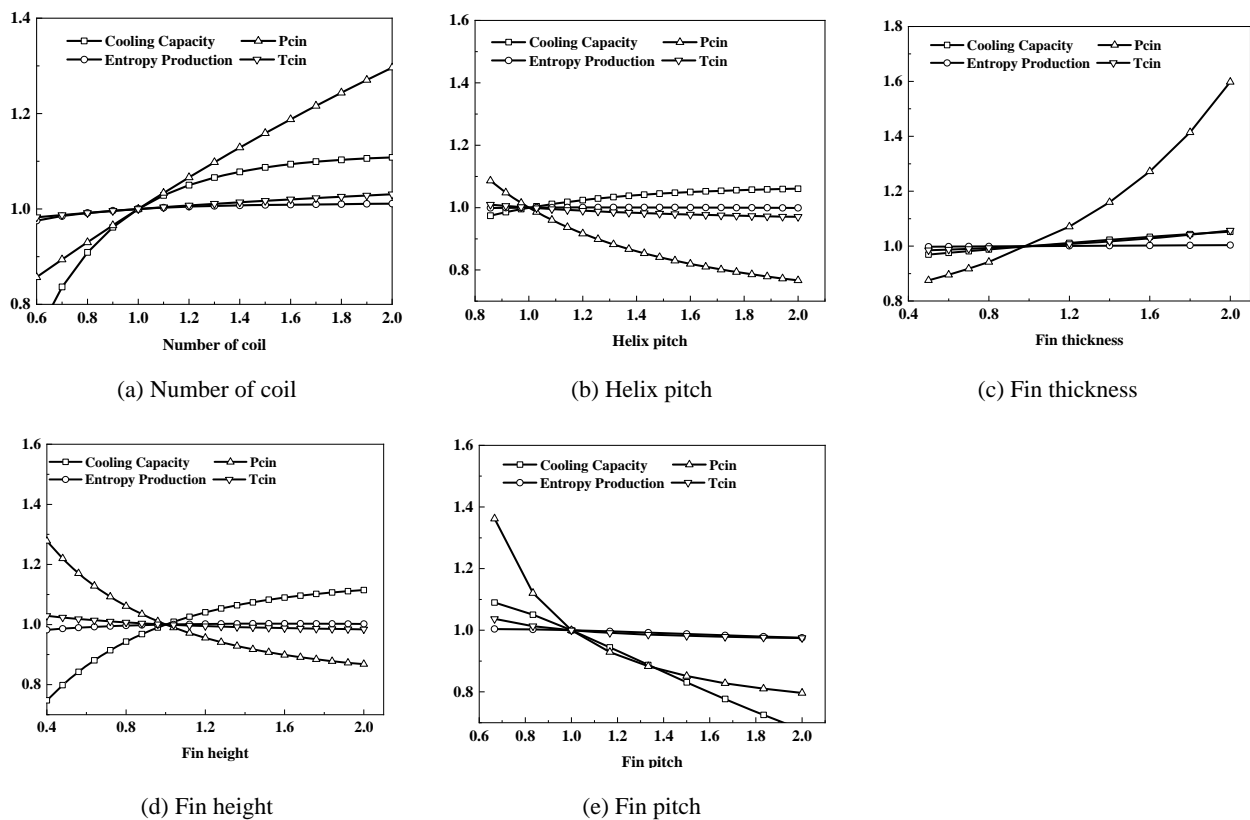 1.4
Cooling Capacity Pcin
Entropy Production Tcin
1.2
1.0
0.8
0.6 0.8 1.0 1.2 1.4 1.6 1.8 2.0
Number of coil
(a) Number of coil
1.6
Cooling Capacity Pcin
Entropy Production Tcin
1.4
1.2
1.0
0.8
0.8 1.0 1.2 1.4 1.6 1.8 2.0
Helix pitch
(b) Helix pitch
1.8
Cooling Capacity Pcin
Entropy Production Tcin
1.6
1.4
1.2
1.0
0.8
0.4 0.8 1.2 1.6 2.0
Fin thickness
(c) Fin thickness
1.6
Cooling Capacity Pcin
Entropy Production Tcin
1.4
1.2
1.0
0.8
0.4 0.8 1.2 1.6 2.0
Fin height
(d) Fin height
1.6
Cooling Capacity Pcin
Entropy Production Tcin
1.4
1.2
1.0
0.8
0.6 0.8 1.0 1.2 1.4 1.6 1.8 2.0
Fin pitch
(e) Fin pitch